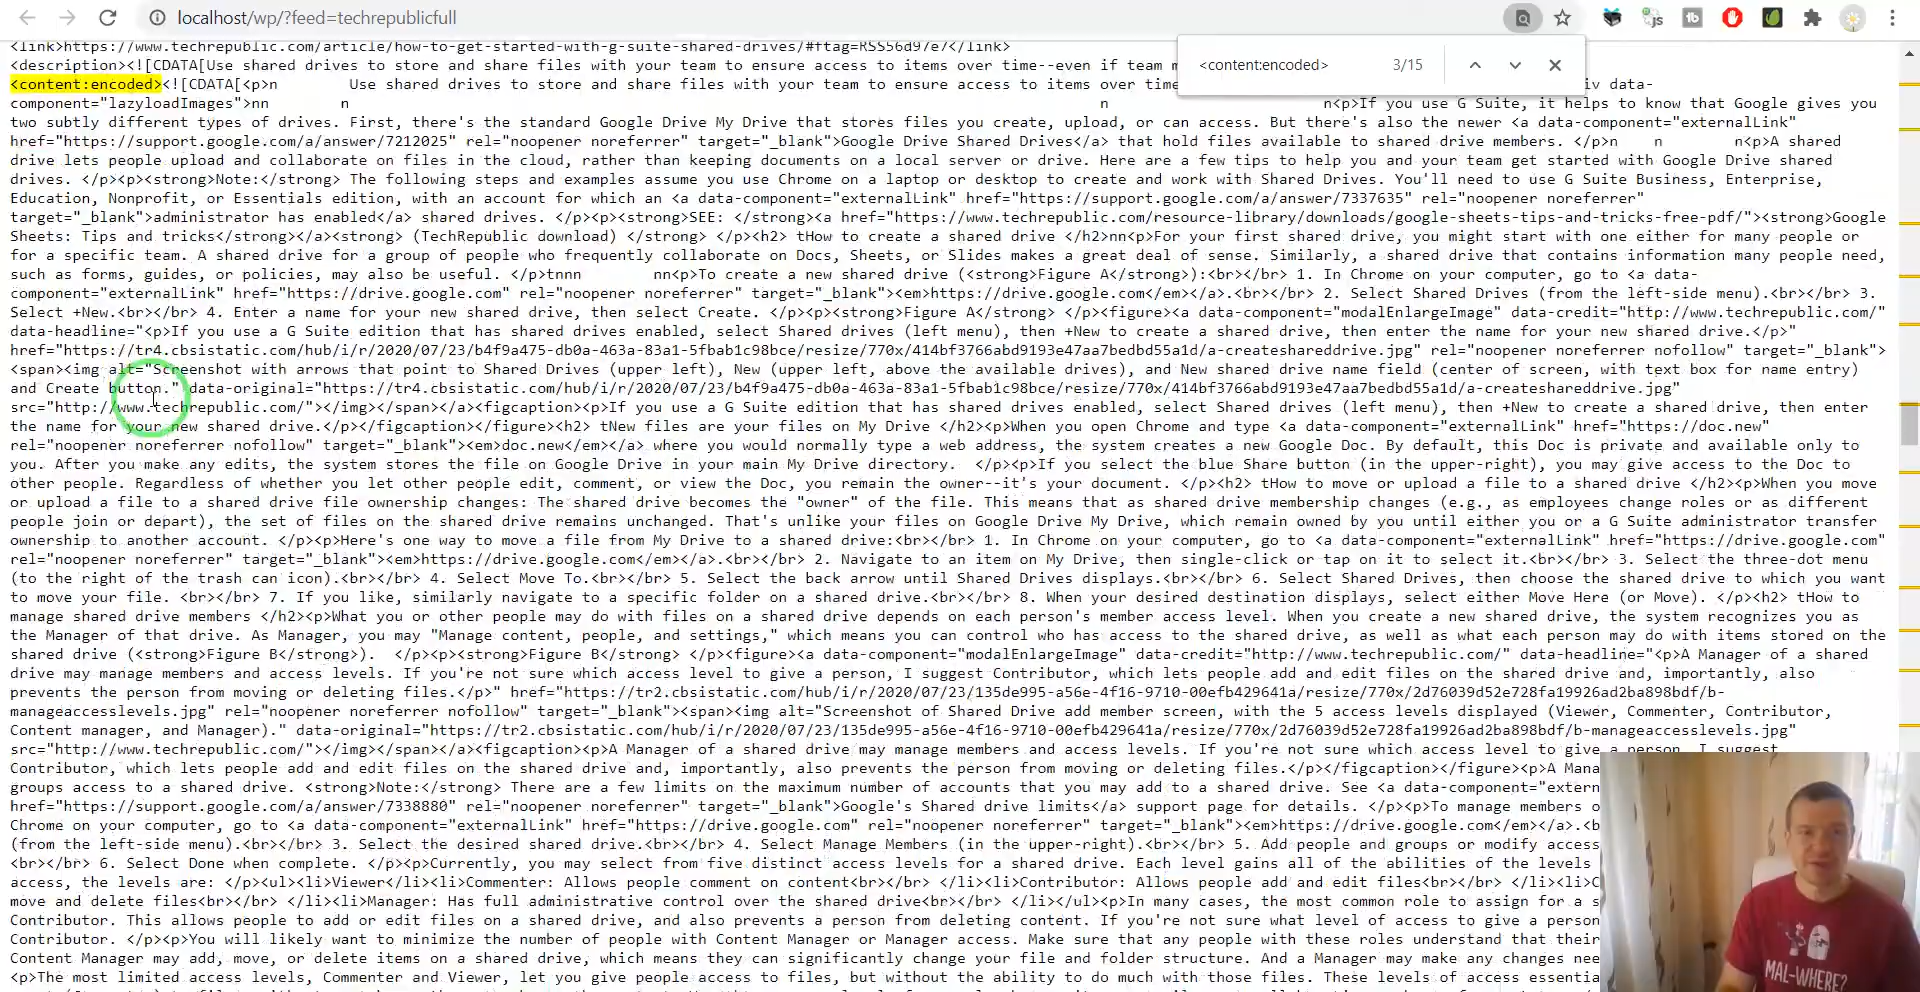 localhost/wp/?feed=techrepublicfull
<content:encoded> 3/15
<link>https://www.techrepublic.com/article/how-to-get-started-with-g-suite-shared-drives/#ftag=RSS56d97e7</link>
<description><![CDATA[Use shared drives to store and share files with your team to ensure access to items over time--even if team m
<content:encoded><![CDATA[<p>n Use shared drives to store and share files with your team to ensure access to items over time iv data-
component="lazyloadImages">nn n n n<p>If you use G Suite, it helps to know that Google gives you
two subtly different types of drives. First, there's the standard Google Drive My Drive that stores files you create, upload, or can access. But there's also the newer <a data-component="externalLink"
href="https://support.google.com/a/answer/7212025" rel="noopener noreferrer" target="_blank">Google Drive Shared Drives</a> that hold files available to shared drive members. </p>n n n<p>A shared
drive lets people upload and collaborate on files in the cloud, rather than keeping documents on a local server or drive. Here are a few tips to help you and your team get started with Google Drive shared
drives. </p><p><strong>Note:</strong> The following steps and examples assume you use Chrome on a laptop or desktop to create and work with Shared Drives. You'll need to use G Suite Business, Enterprise,
Education, Nonprofit, or Essentials edition, with an account for which an <a data-component="externalLink" href="https://support.google.com/a/answer/7337635" rel="noopener noreferrer"
target="_blank">administrator has enabled</a> shared drives. </p><p><strong>SEE: </strong><a href="https://www.techrepublic.com/resource-library/downloads/google-sheets-tips-and-tricks-free-pdf/"><strong>Google
Sheets: Tips and tricks</strong></a><strong> (TechRepublic download) </strong> </p><h2> tHow to create a shared drive </h2>nn<p>For your first shared drive, you might start with one either for many people or
for a specific team. A shared drive for a group of people who frequently collaborate on Docs, Sheets, or Slides makes a great deal of sense. Similarly, a shared drive that contains information many people need,
such as forms, guides, or policies, may also be useful. </p>tnnn nn<p>To create a new shared drive (<strong>Figure A</strong>):<br></br> 1. In Chrome on your computer, go to <a data-
component="externalLink" href="https://drive.google.com" rel="noopener noreferrer" target="_blank"><em>https://drive.google.com</em></a>.<br></br> 2. Select Shared Drives (from the left-side menu).<br></br> 3.
Select +New.<br></br> 4. Enter a name for your new shared drive, then select Create. </p><p><strong>Figure A</strong> </p><figure><a data-component="modalEnlargeImage" data-credit="http://www.techrepublic.com/"
data-headline="<p>If you use a G Suite edition that has shared drives enabled, select Shared drives (left menu), then +New to create a shared drive, then enter the name for your new shared drive.</p>"
href="https://tr4.cbsistatic.com/hub/i/r/2020/07/23/b4f9a475-db0a-463a-83a1-5fbab1c98bce/resize/770x/414bf3766abd9193e47aa7bedbd55a1d/a-createshareddrive.jpg" rel="noopener noreferrer nofollow" target="_blank">
<span><img alt="Screenshot with arrows that point to Shared Drives (upper left), New (upper left, above the available drives), and New shared drive name field (center of screen, with text box for name entry)
and Create button." data-original="https://tr4.cbsistatic.com/hub/i/r/2020/07/23/b4f9a475-db0a-463a-83a1-5fbab1c98bce/resize/770x/414bf3766abd9193e47aa7bedbd55a1d/a-createshareddrive.jpg"
src="http://www.techrepublic.com/"></img></span></a><figcaption><p>If you use a G Suite edition that has shared drives enabled, select Shared drives (left menu), then +New to create a shared drive, then enter
the name for your new shared drive.</p></figcaption></figure><h2> tNew files are your files on My Drive </h2><p>When you open Chrome and type <a data-component="externalLink" href="https://doc.new"
rel="noopener noreferrer nofollow" target="_blank"><em>doc.new</em></a> where you would normally type a web address, the system creates a new Google Doc. By default, this Doc is private and available only to
you. After you make any edits, the system stores the file on Google Drive in your main My Drive directory.  </p><p>If you select the blue Share button (in the upper-right), you may give access to the Doc to
other people. Regardless of whether you let other people edit, comment, or view the Doc, you remain the owner--it's your document. </p><h2> tHow to move or upload a file to a shared drive </h2><p>When you move
or upload a file to a shared drive file ownership changes: The shared drive becomes the "owner" of the file. This means that as shared drive membership changes (e.g., as employees change roles or as different
people join or depart), the set of files on the shared drive remains unchanged. That's unlike your files on Google Drive My Drive, which remain owned by you until either you or a G Suite administrator transfer
ownership to another account. </p><p>Here's one way to move a file from My Drive to a shared drive:<br></br> 1. In Chrome on your computer, go to <a data-component="externalLink" href="https://drive.google.com"
rel="noopener noreferrer" target="_blank"><em>https://drive.google.com</em></a>.<br></br> 2. Navigate to an item on My Drive, then single-click or tap on it to select it.<br></br> 3. Select the three-dot menu
(to the right of the trash can icon).<br></br> 4. Select Move To.<br></br> 5. Select the back arrow until Shared Drives displays.<br></br> 6. Select Shared Drives, then choose the shared drive to which you want
to move your file. <br></br> 7. If you like, similarly navigate to a specific folder on a shared drive.<br></br> 8. When your desired destination displays, select either Move Here (or Move). </p><h2> tHow to
manage shared drive members </h2><p>What you or other people may do with files on a shared drive depends on each person's member access level. When you create a new shared drive, the system recognizes you as
the Manager of that drive. As Manager, you may "Manage content, people, and settings," which means you can control who has access to the shared drive, as well as what each person may do with items stored on the
shared drive (<strong>Figure B</strong>).  </p><p><strong>Figure B</strong> </p><figure><a data-component="modalEnlargeImage" data-credit="http://www.techrepublic.com/" data-headline="<p>A Manager of a shared
drive may manage members and access levels. If you're not sure which access level to give a person, I suggest Contributor, which lets people add and edit files on the shared drive and, importantly, also
prevents the person from moving or deleting files.</p>" href="https://tr2.cbsistatic.com/hub/i/r/2020/07/23/135de995-a56e-4f16-9710-00efb429641a/resize/770x/2d76039d52e728fa19926ad2ba898bdf/b-
manageaccesslevels.jpg" rel="noopener noreferrer nofollow" target="_blank"><span><img alt="Screenshot of Shared Drive add member screen, with the 5 access levels displayed (Viewer, Commenter, Contributor,
Content manager, and Manager)." data-original="https://tr2.cbsistatic.com/hub/i/r/2020/07/23/135de995-a56e-4f16-9710-00efb429641a/resize/770x/2d76039d52e728fa19926ad2ba898bdf/b-manageaccesslevels.jpg"
src="http://www.techrepublic.com/"></img></span></a><figcaption><p>A Manager of a shared drive may manage members and access levels. If you're not sure which access level to give a person, I suggest
Contributor, which lets people add and edit files on the shared drive and, importantly, also prevents the person from moving or deleting files.</p></figcaption></figure><p>A Mana
groups access to a shared drive. <strong>Note:</strong> There are a few limits on the maximum number of accounts that you may add to a shared drive. See <a data-component="exter
href="https://support.google.com/a/answer/7338880" rel="noopener noreferrer" target="_blank">Google's Shared drive limits</a> support page for details. </p><p>To manage members o
Chrome on your computer, go to <a data-component="externalLink" href="https://drive.google.com" rel="noopener noreferrer" target="_blank"><em>https://drive.google.com</em></a>.<b
(from the left-side menu).<br></br> 3. Select the desired shared drive.<br></br> 4. Select Manage Members (in the upper-right).<br></br> 5. Add people and groups or modify access
<br></br> 6. Select Done when complete. </p><p>Currently, you may select from five distinct access levels for a shared drive. Each level gains all of the abilities of the levels
access, the levels are: </p><ul><li>Viewer</li><li>Commenter: Allows people comment on content<br></br> </li><li>Contributor: Allows people add and edit files<br></br> </li><li>C
move and delete files<br></br> </li><li>Manager: Has full administrative control over the shared drive<br></br> </li></ul><p>In many cases, the most common role to assign for a s
Contributor. This allows people to add or edit files on a shared drive, and also prevents a person from deleting content. If you're not sure what level of access to give a person
Contributor. </p><p>You will likely want to minimize the number of people with Content Manager or Manager access. Make sure that any people with these roles understand that their
Content Manager may add, move, or delete items on a shared drive, which means they can significantly change your file and folder structure. And a Manager may make any changes nee
<p>The most limited access levels, Commenter and Viewer, let you give people access to files, but without the ability to do much with those files. These levels of access essentia
MAL-WHERE?